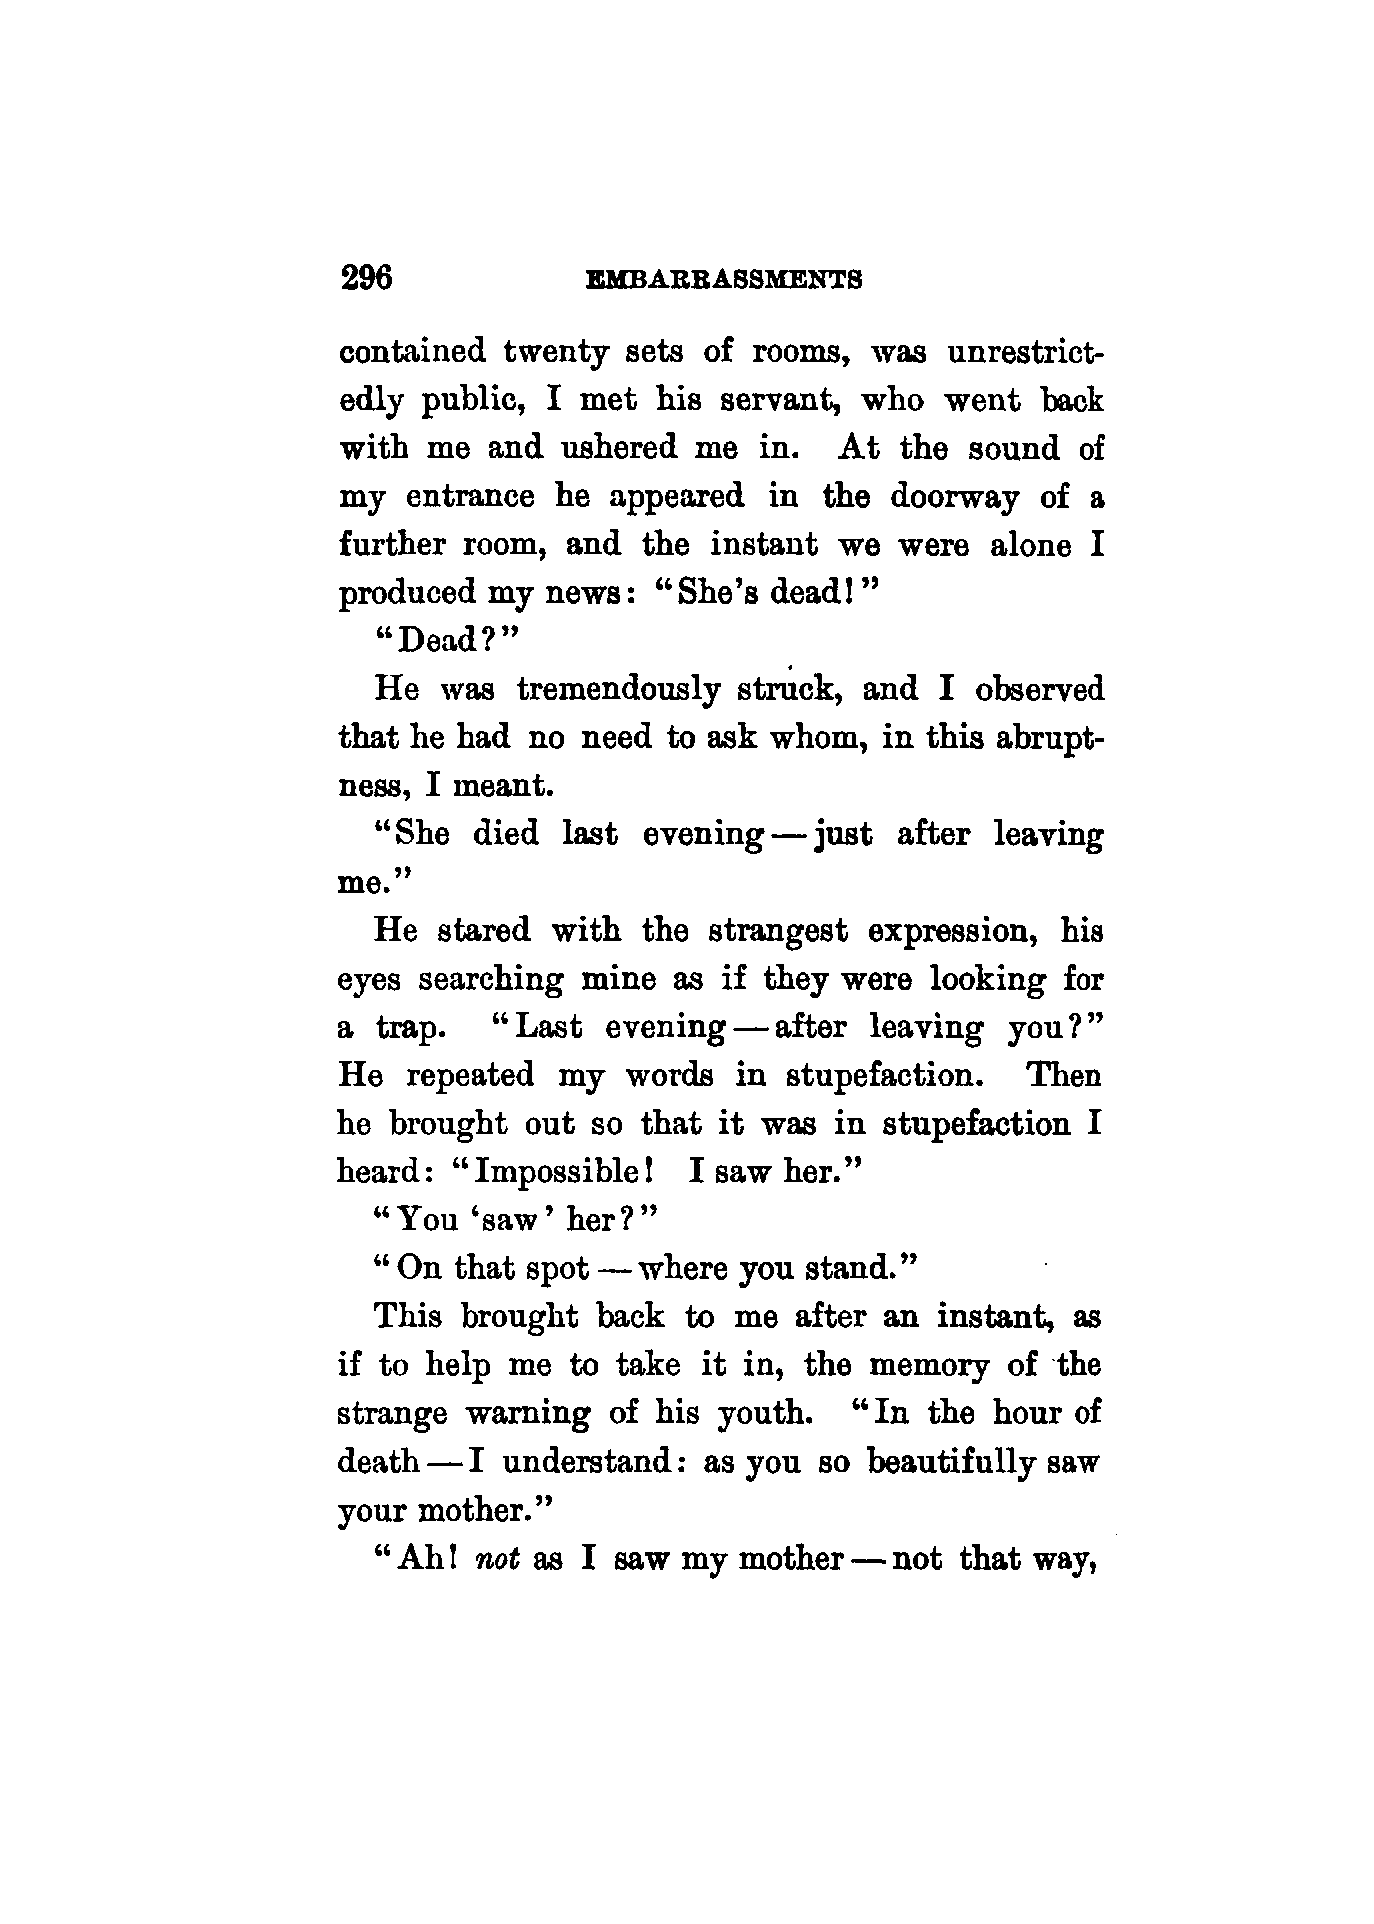 296 EMBARRASSMENTS
contained twenty sets of rooms, was unrestrict-
edly public, I met his servant, who went back
with me and ushered me in. At the sound of
my entrance he appeared in the doorway of a
further room, and the instant we were alone I
produced my news: "She's dead!"
"Dead?"
He was tremendously struck, and I observed
that he had no need to ask whom, in this abrupt-
ness, I meant.
"She died last evening—just after leaving
me."
He stared with the strangest expression, his
eyes searching mine as if they were looking for
a trap. "Last evening—after leaving you?"
He repeated my words in stupefaction. Then
he brought out so that it was in stupefaction I
heard: "Impossible! I saw her."
"You 'saw' her?"
"On that spot—where you stand."
This brought back to me after an instant, as
if to help me to take it in, the memory of the
strange warning of his youth. "In the hour of
death—I understand: as you so beautifully saw
your mother."
"Ah! not as I saw my mother—not that way,